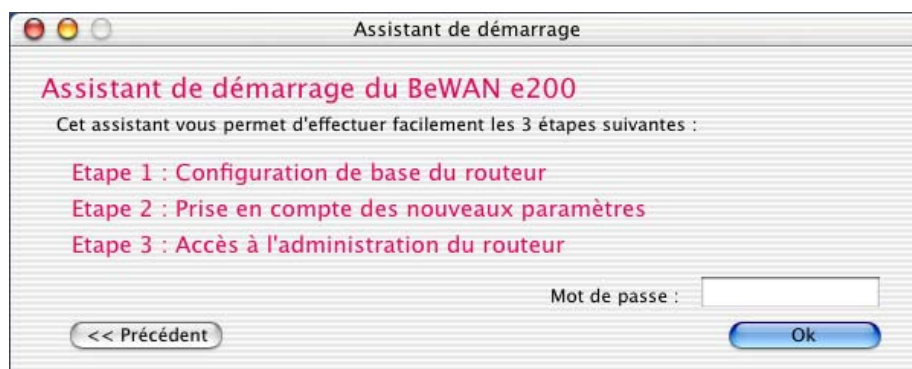 Assistant de démarrage
Assistant de démarrage du BeWAN e200
Cet assistant vous permet d'effectuer facilement les 3 étapes suivantes :
Etape 1 : Configuration de base du routeur
Etape 2 : Prise en compte des nouveaux paramètres
Etape 3 : Accès à l'administration du routeur
Mot de passe :
<< Précédent
Ok